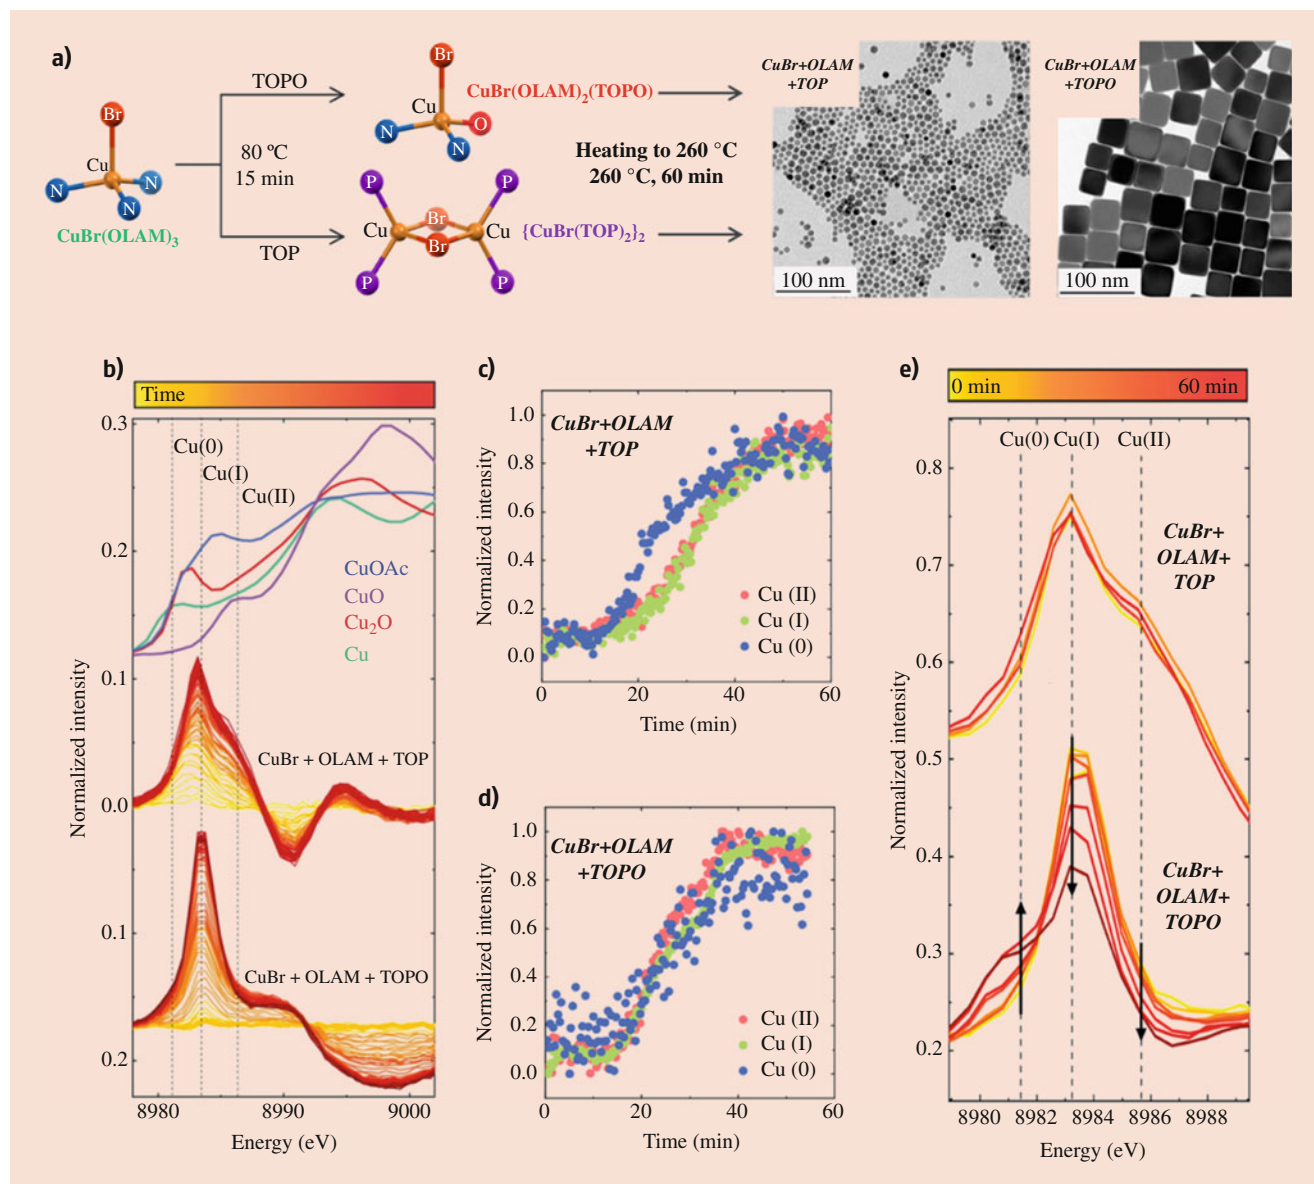 a)
Br
Cu
N
N
N
CuBr(OLAM)₃
TOPO
80 ºC
15 min
TOP
Br
Cu
N
O
N
CuBr(OLAM)₂(TOPO)
P
P
Br
Cu
Cu
Br
P
P
{CuBr(TOP)₂}₂
Heating to 260 °C
260 °C, 60 min
CuBr+OLAM
+TOP
100 nm
CuBr+OLAM
+TOPO
100 nm
b)
Time
0.3
Cu(0)
Cu(I)
Cu(II)
0.2
CuOAc
CuO
Cu₂O
Cu
0.1
CuBr + OLAM + TOP
0.0
0.1
CuBr + OLAM + TOPO
0.2
8980
8990
9000
Normalized intensity
Energy (eV)
c)
CuBr+OLAM
+TOP
1.0
0.8
0.6
0.4
0.2
0.0
Cu (II)
Cu (I)
Cu (0)
0
20
40
60
Normalized intensity
Time (min)
d)
CuBr+OLAM
+TOPO
1.0
0.8
0.6
0.4
0.2
0.0
Cu (II)
Cu (I)
Cu (0)
0
20
40
60
Normalized intensity
Time (min)
e)
0 min
60 min
Cu(0)
Cu(I)
Cu(II)
0.8
0.7
0.6
0.5
0.4
0.3
0.2
CuBr+
OLAM+
TOP
CuBr+
OLAM+
TOPO
8980
8982
8984
8986
8988
Normalized intensity
Energy (eV)